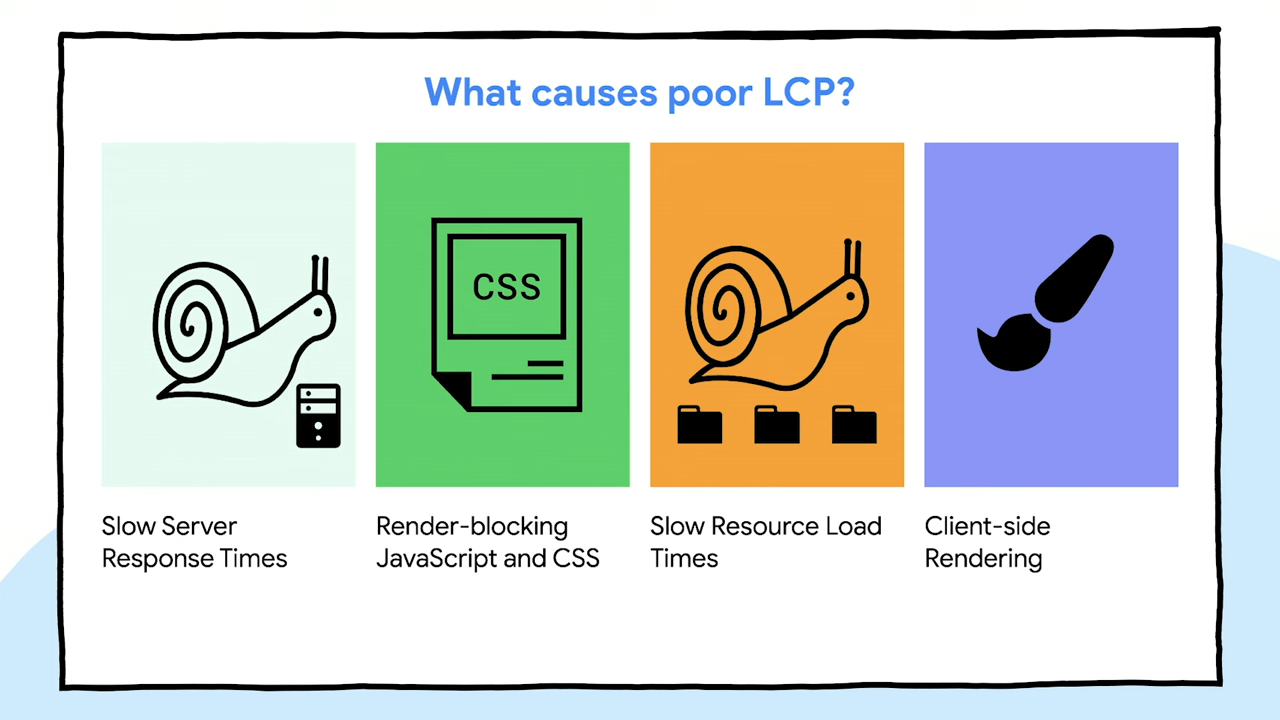 What causes poor LCP?
CSS
Slow Server
Response Times
Render-blocking
JavaScript and CSS
Slow Resource Load
Times
Client-side
Rendering